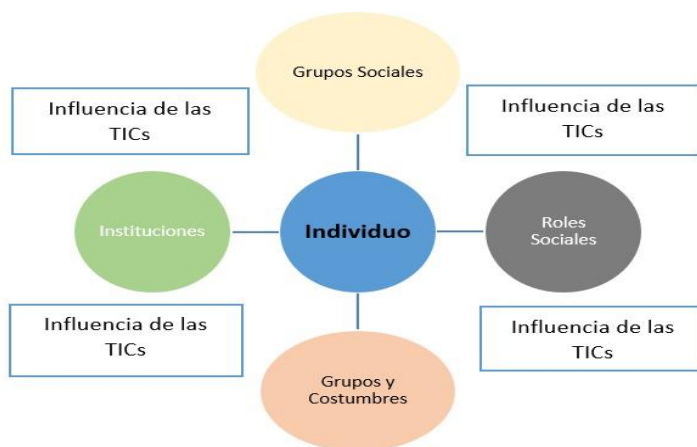 Grupos Sociales
Influencia de las
TICs
Influencia de las
TICs
Instituciones
Individuo
Roles
Sociales
Influencia de las
TICs
Influencia de las
TICs
Grupos y
Costumbres